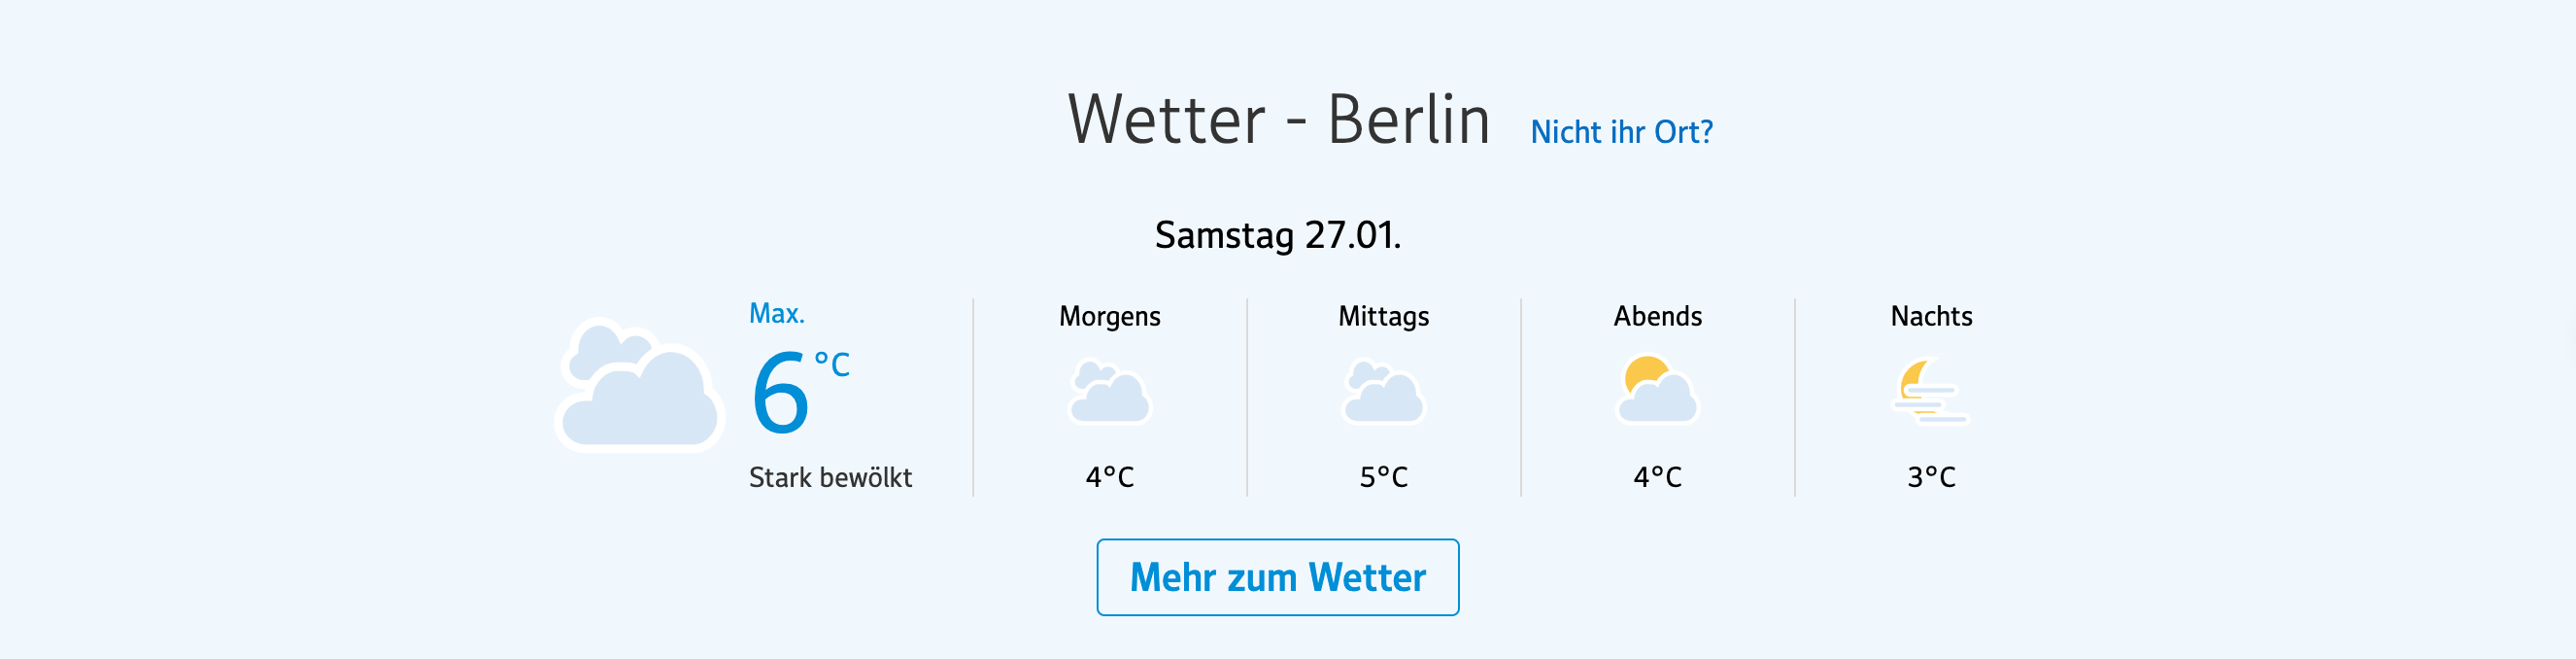 Wetter - Berlin Nicht ihr Ort?
Samstag 27.01.
Max.
6 °C
Stark bewölkt
Morgens
4°C
Mittags
5°C
Abends
4°C
Nachts
3°C
Mehr zum Wetter